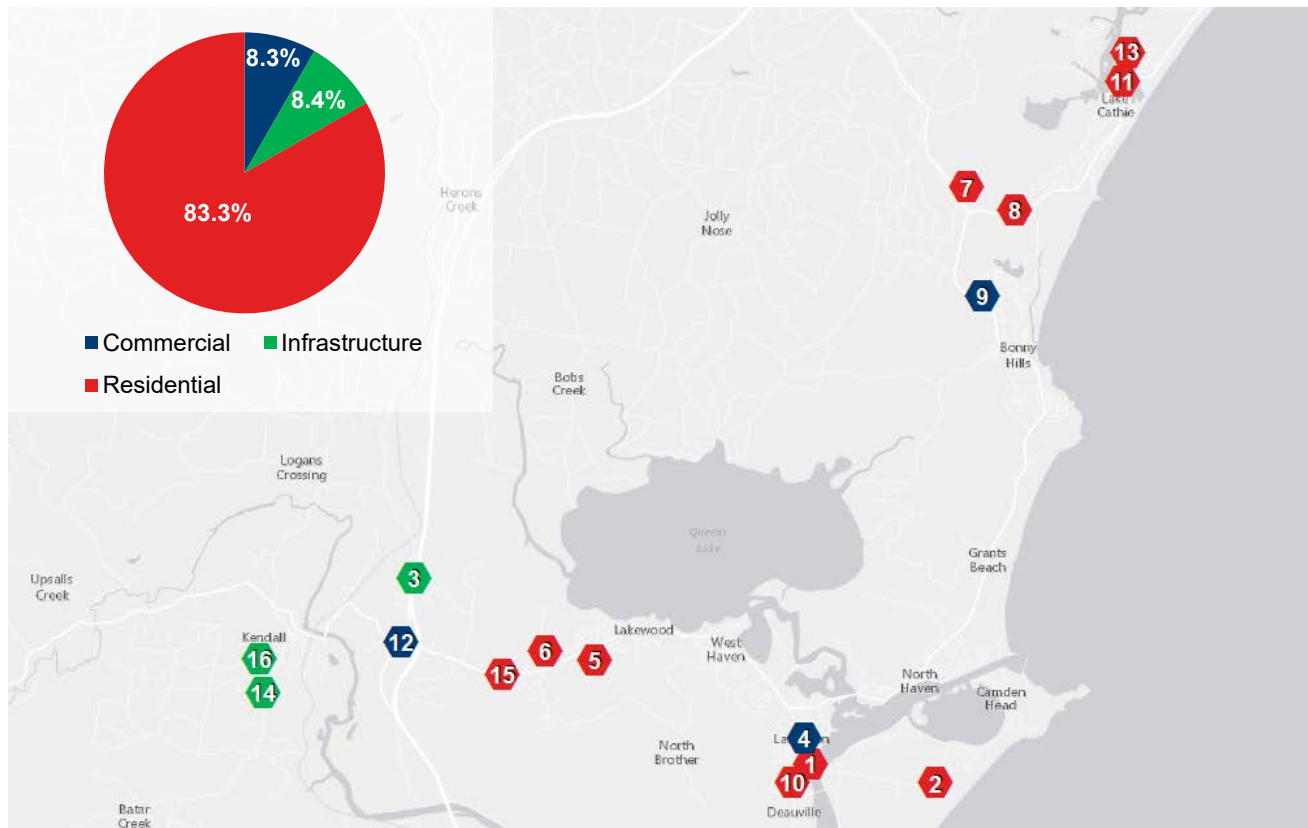 8.3%
8.4%
83.3%
Commercial Infrastructure
Residential
13
11
Lake
Cathie
Herons
Creek
7
8
Jolly
Nose
9
Bonny
Hills
Bobs
Creek
Logans
Crossing
Queens
Lake
Grants
Beach
Upsalls
Creek
3
Kendall
12
Lakewood
West
Haven
16
6
5
15
14
North
Haven
Camden
Head
4
North
Brother
1
10
2
Deauville
Batar
Creek